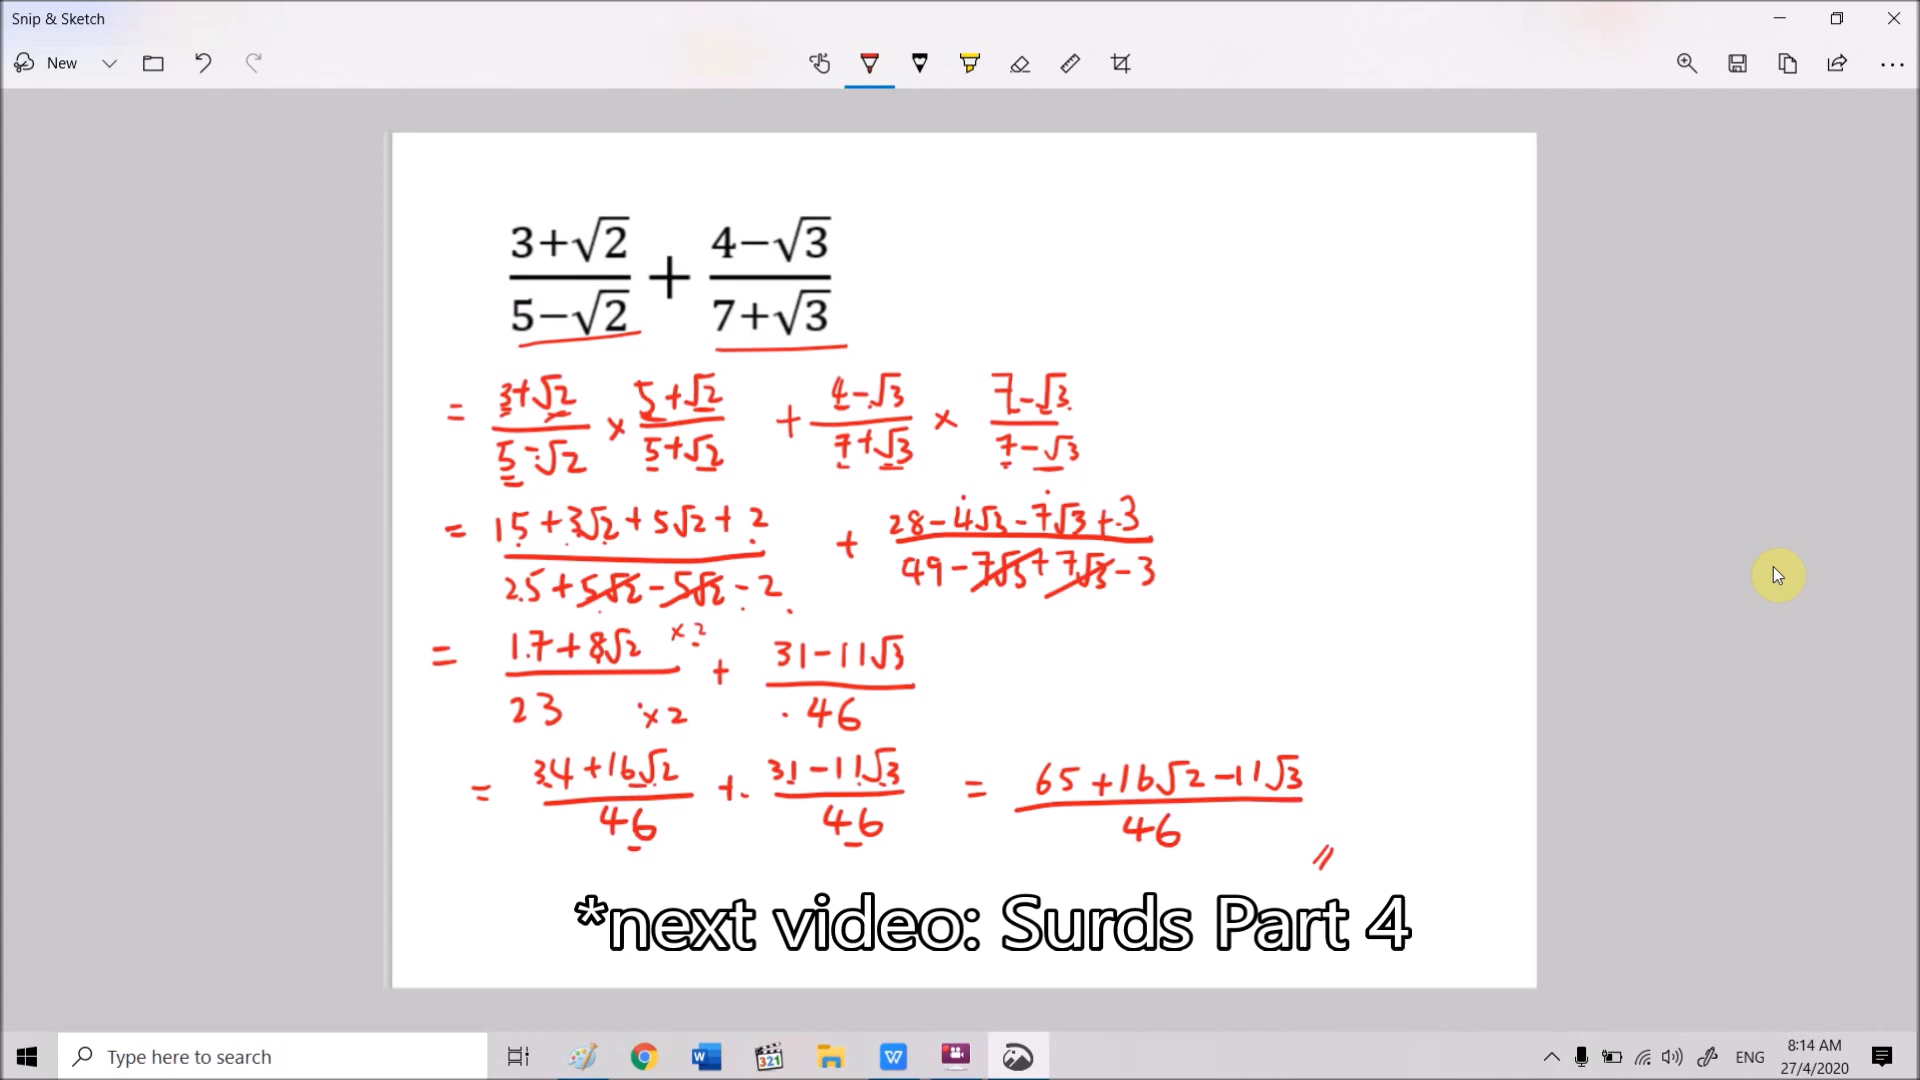 Snip & Sketch
New
3+√2 / 5−√2 + 4−√3 / 7+√3
= 3+√2 / 5−√2 × 5+√2 / 5+√2 + 4−√3 / 7+√3 × 7−√3 / 7−√3
= 15+3√2+5√2+2 / 25+5√2−5√2−2 + 28−4√3−7√3+3 / 49−7√3+7√3−3
= 17+8√2 ×2 / 23 ×2 + 31−11√3 / 46
= 34+16√2 / 46 + 31−11√3 / 46 = 65+16√2−11√3 / 46
*next video: Surds Part 4
Type here to search
321
W
W
ENG
8:14 AM
27/4/2020